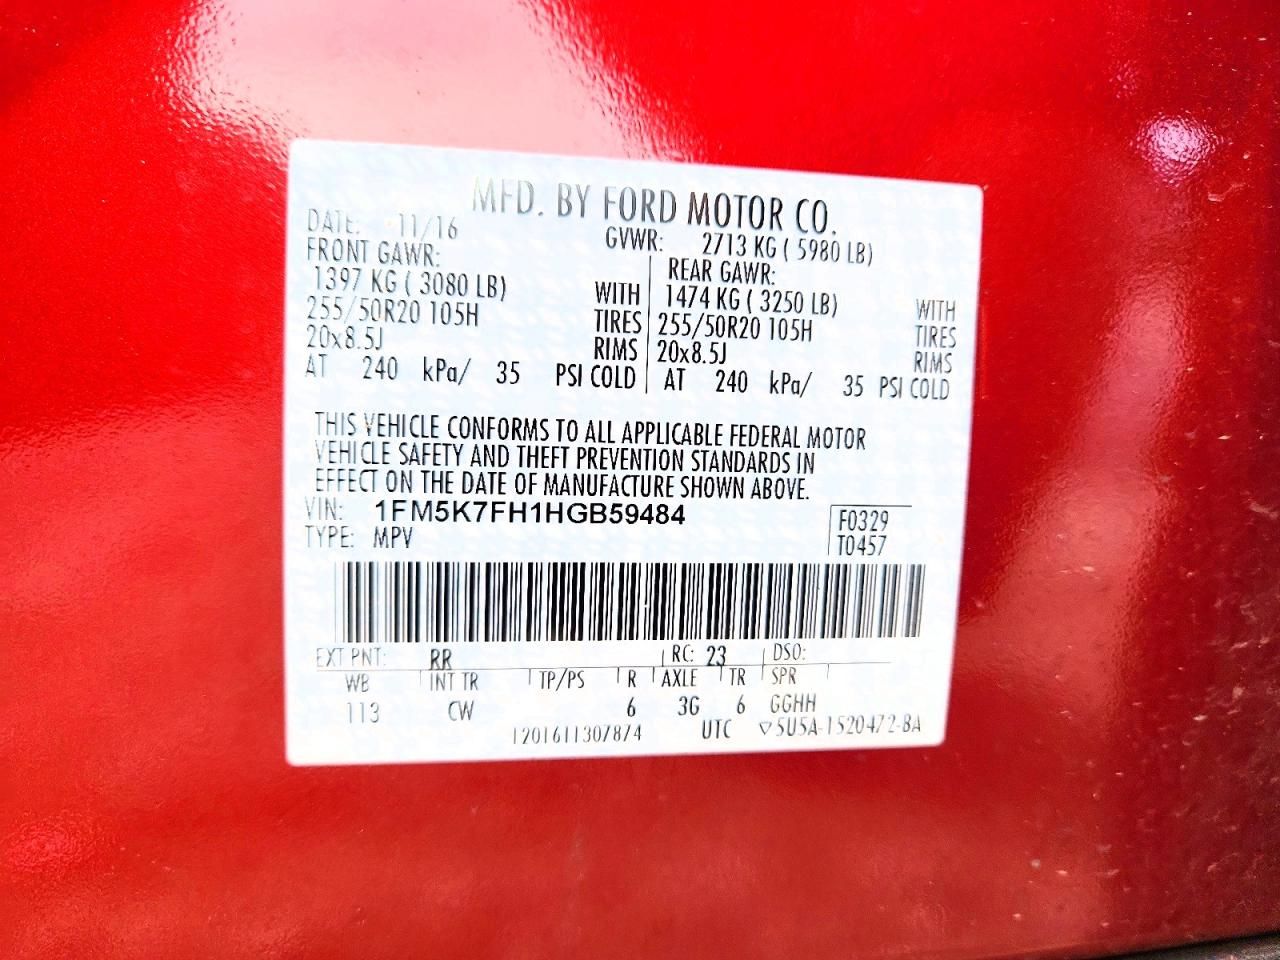 MFD. BY FORD MOTOR CO.
DATE: 11/16 GVWR: 2713 KG ( 5980 LB)
FRONT GAWR: REAR GAWR:
1397 KG ( 3080 LB) WITH 1474 KG ( 3250 LB) WITH
255/50R20 105H TIRES 255/50R20 105H TIRES
20x8.5J RIMS 20x8.5J RIMS
AT 240 kPa/ 35 PSI COLD AT 240 kPa/ 35 PSI COLD
THIS VEHICLE CONFORMS TO ALL APPLICABLE FEDERAL MOTOR
VEHICLE SAFETY AND THEFT PREVENTION STANDARDS IN
EFFECT ON THE DATE OF MANUFACTURE SHOWN ABOVE.
VIN: 1FM5K7FH1HGB59484 F0329
TYPE: MPV T0457
EXT PNT: RR RC: 23 DSO:
WB INT TR TP/PS R AXLE TR SPR
113 CW 6 3G 6 GGHH
UTC ▽5U5A-1520472-BA